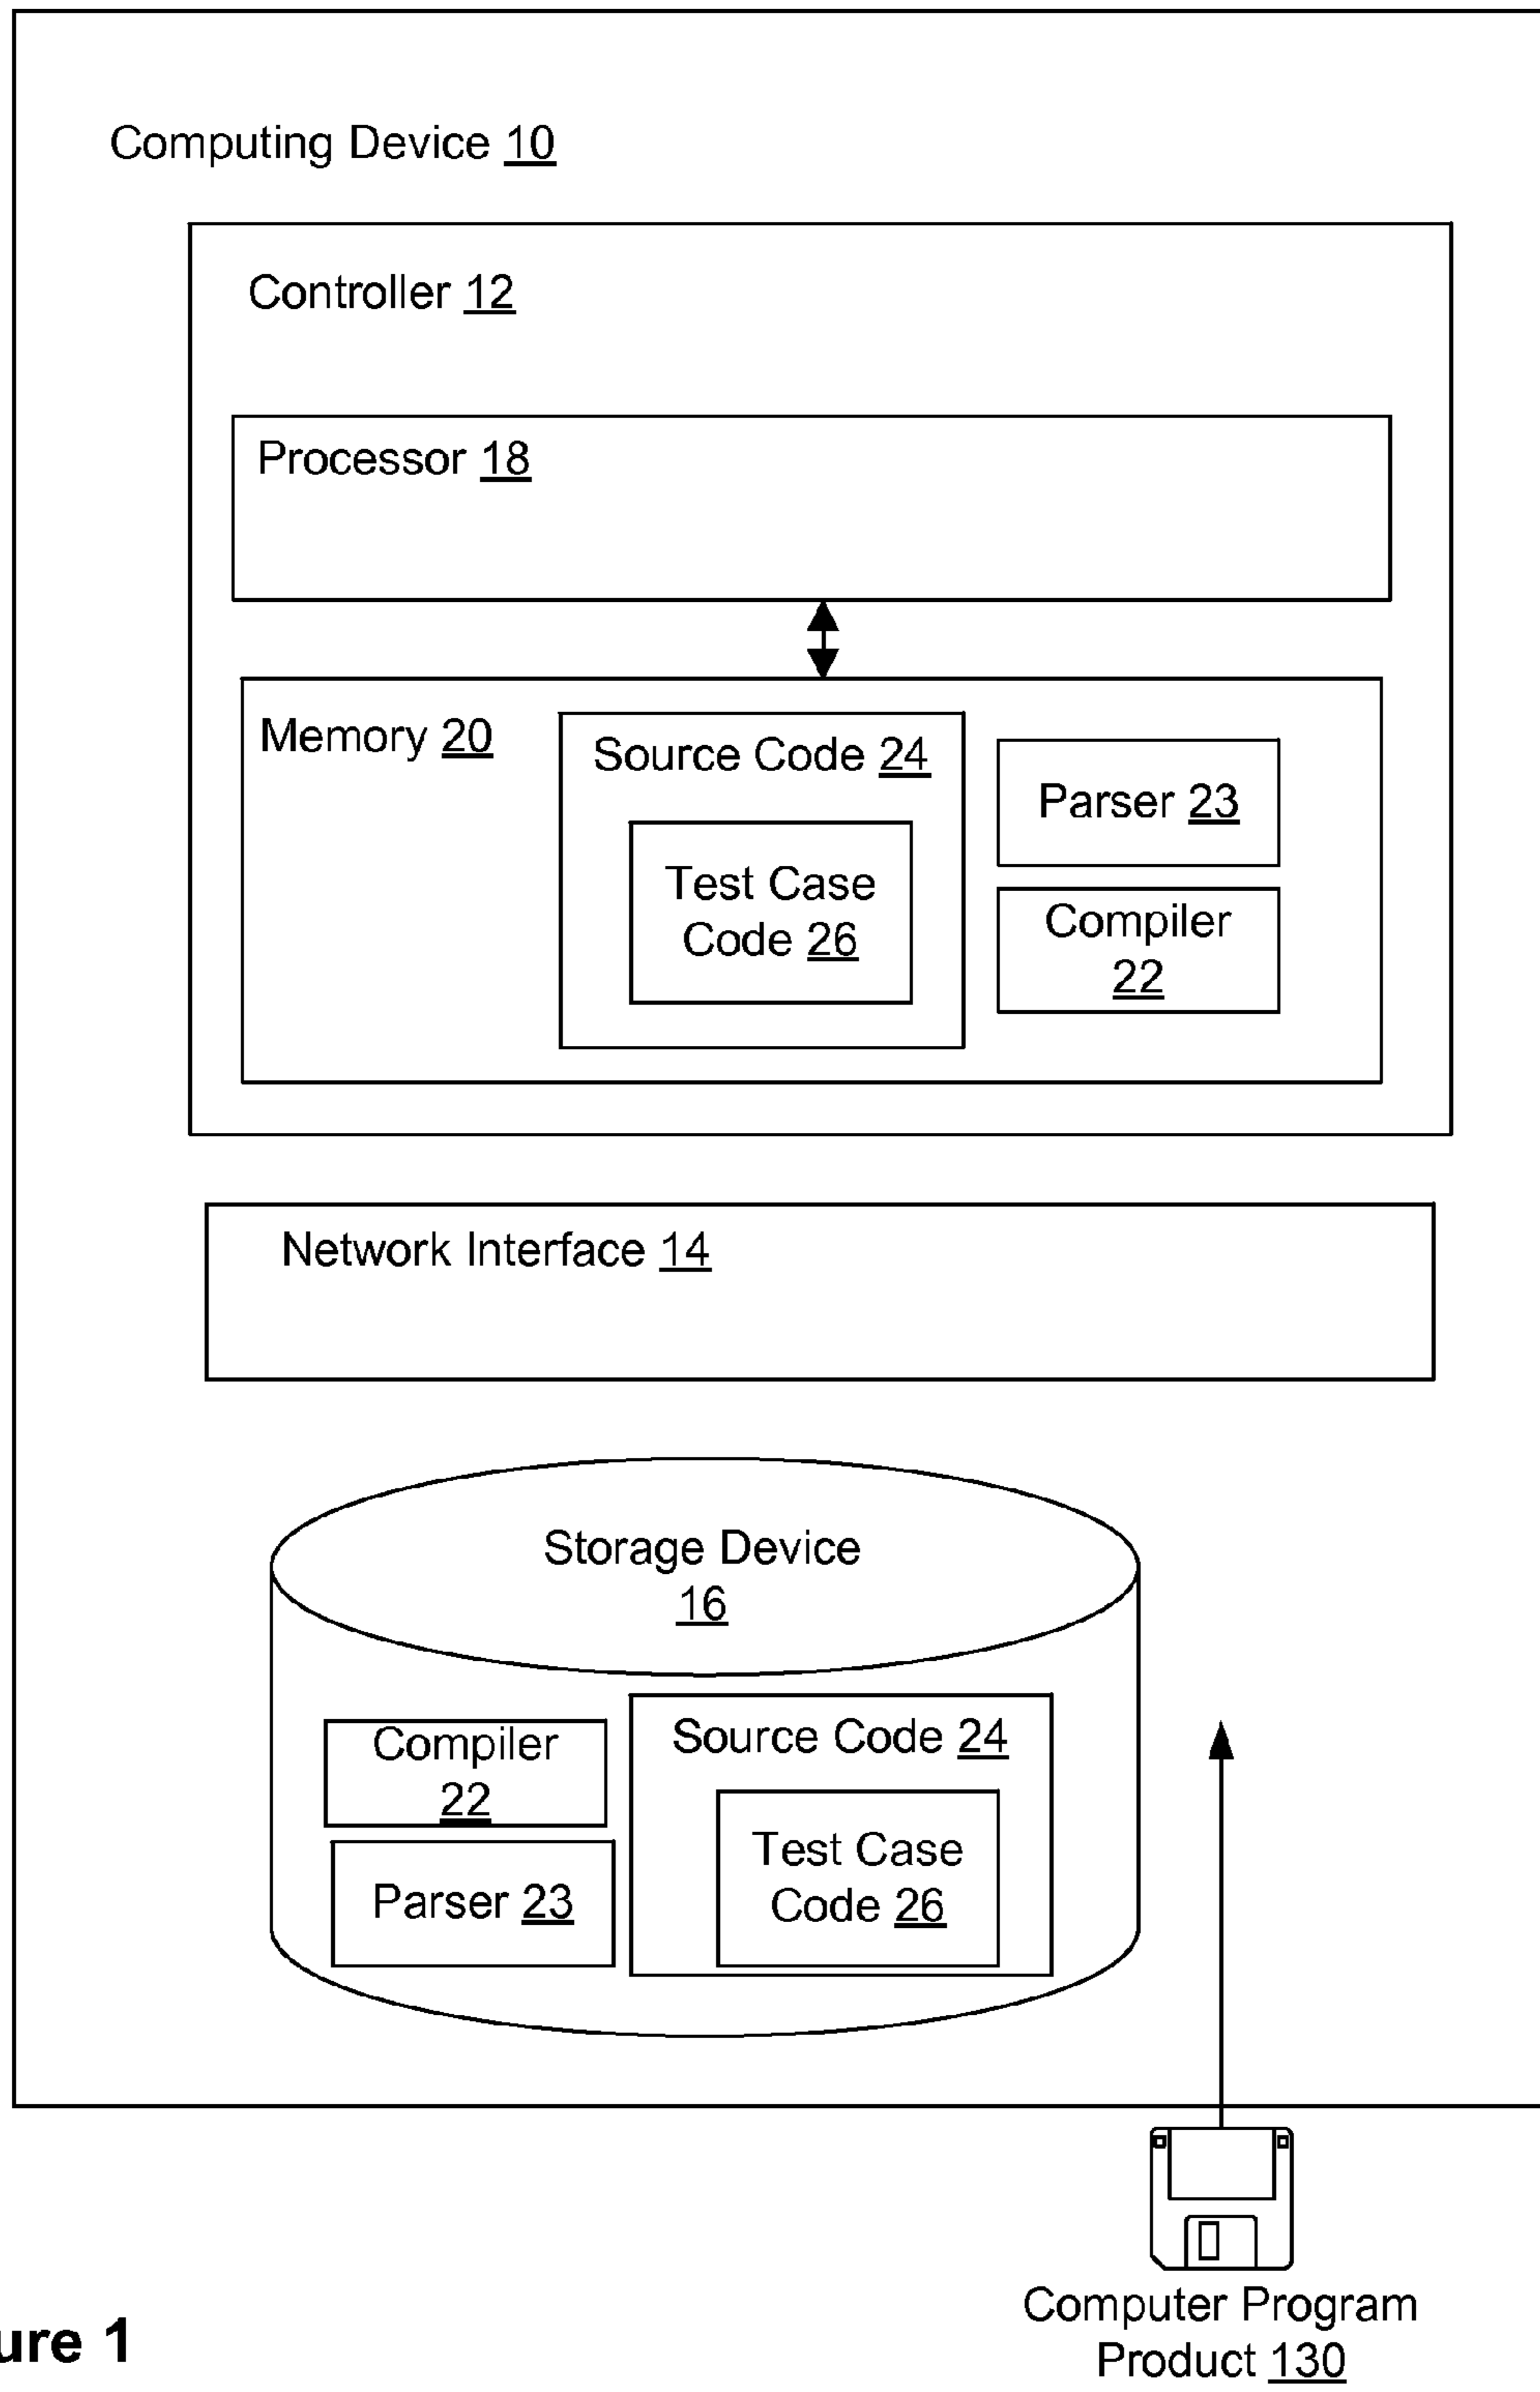 Computing Device 10
Controller 12
Processor 18
Memory 20
Source Code 24
Test Case
Code 26
Parser 23
Compiler
22
Network Interface 14
Storage Device
16
Compiler
22
Parser 23
Source Code 24
Test Case
Code 26
Computer Program
Product 130
ure 1